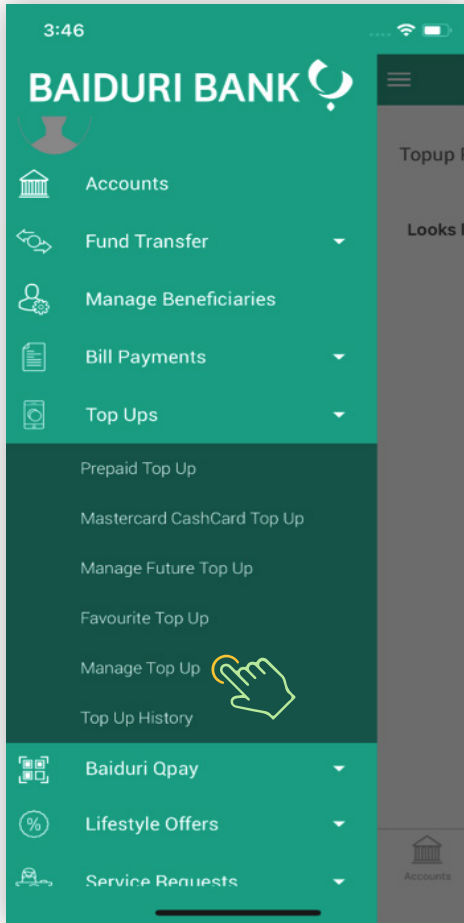 3:46
BAIDURI BANK
Topup
Accounts
Looks
Fund Transfer
Manage Beneficiaries
Bill Payments
Top Ups
Prepaid Top Up
Mastercard CashCard Top Up
Manage Future Top Up
Favourite Top Up
Manage Top Up
Top Up History
Baiduri Qpay
Lifestyle Offers
Service Requests
Accounts